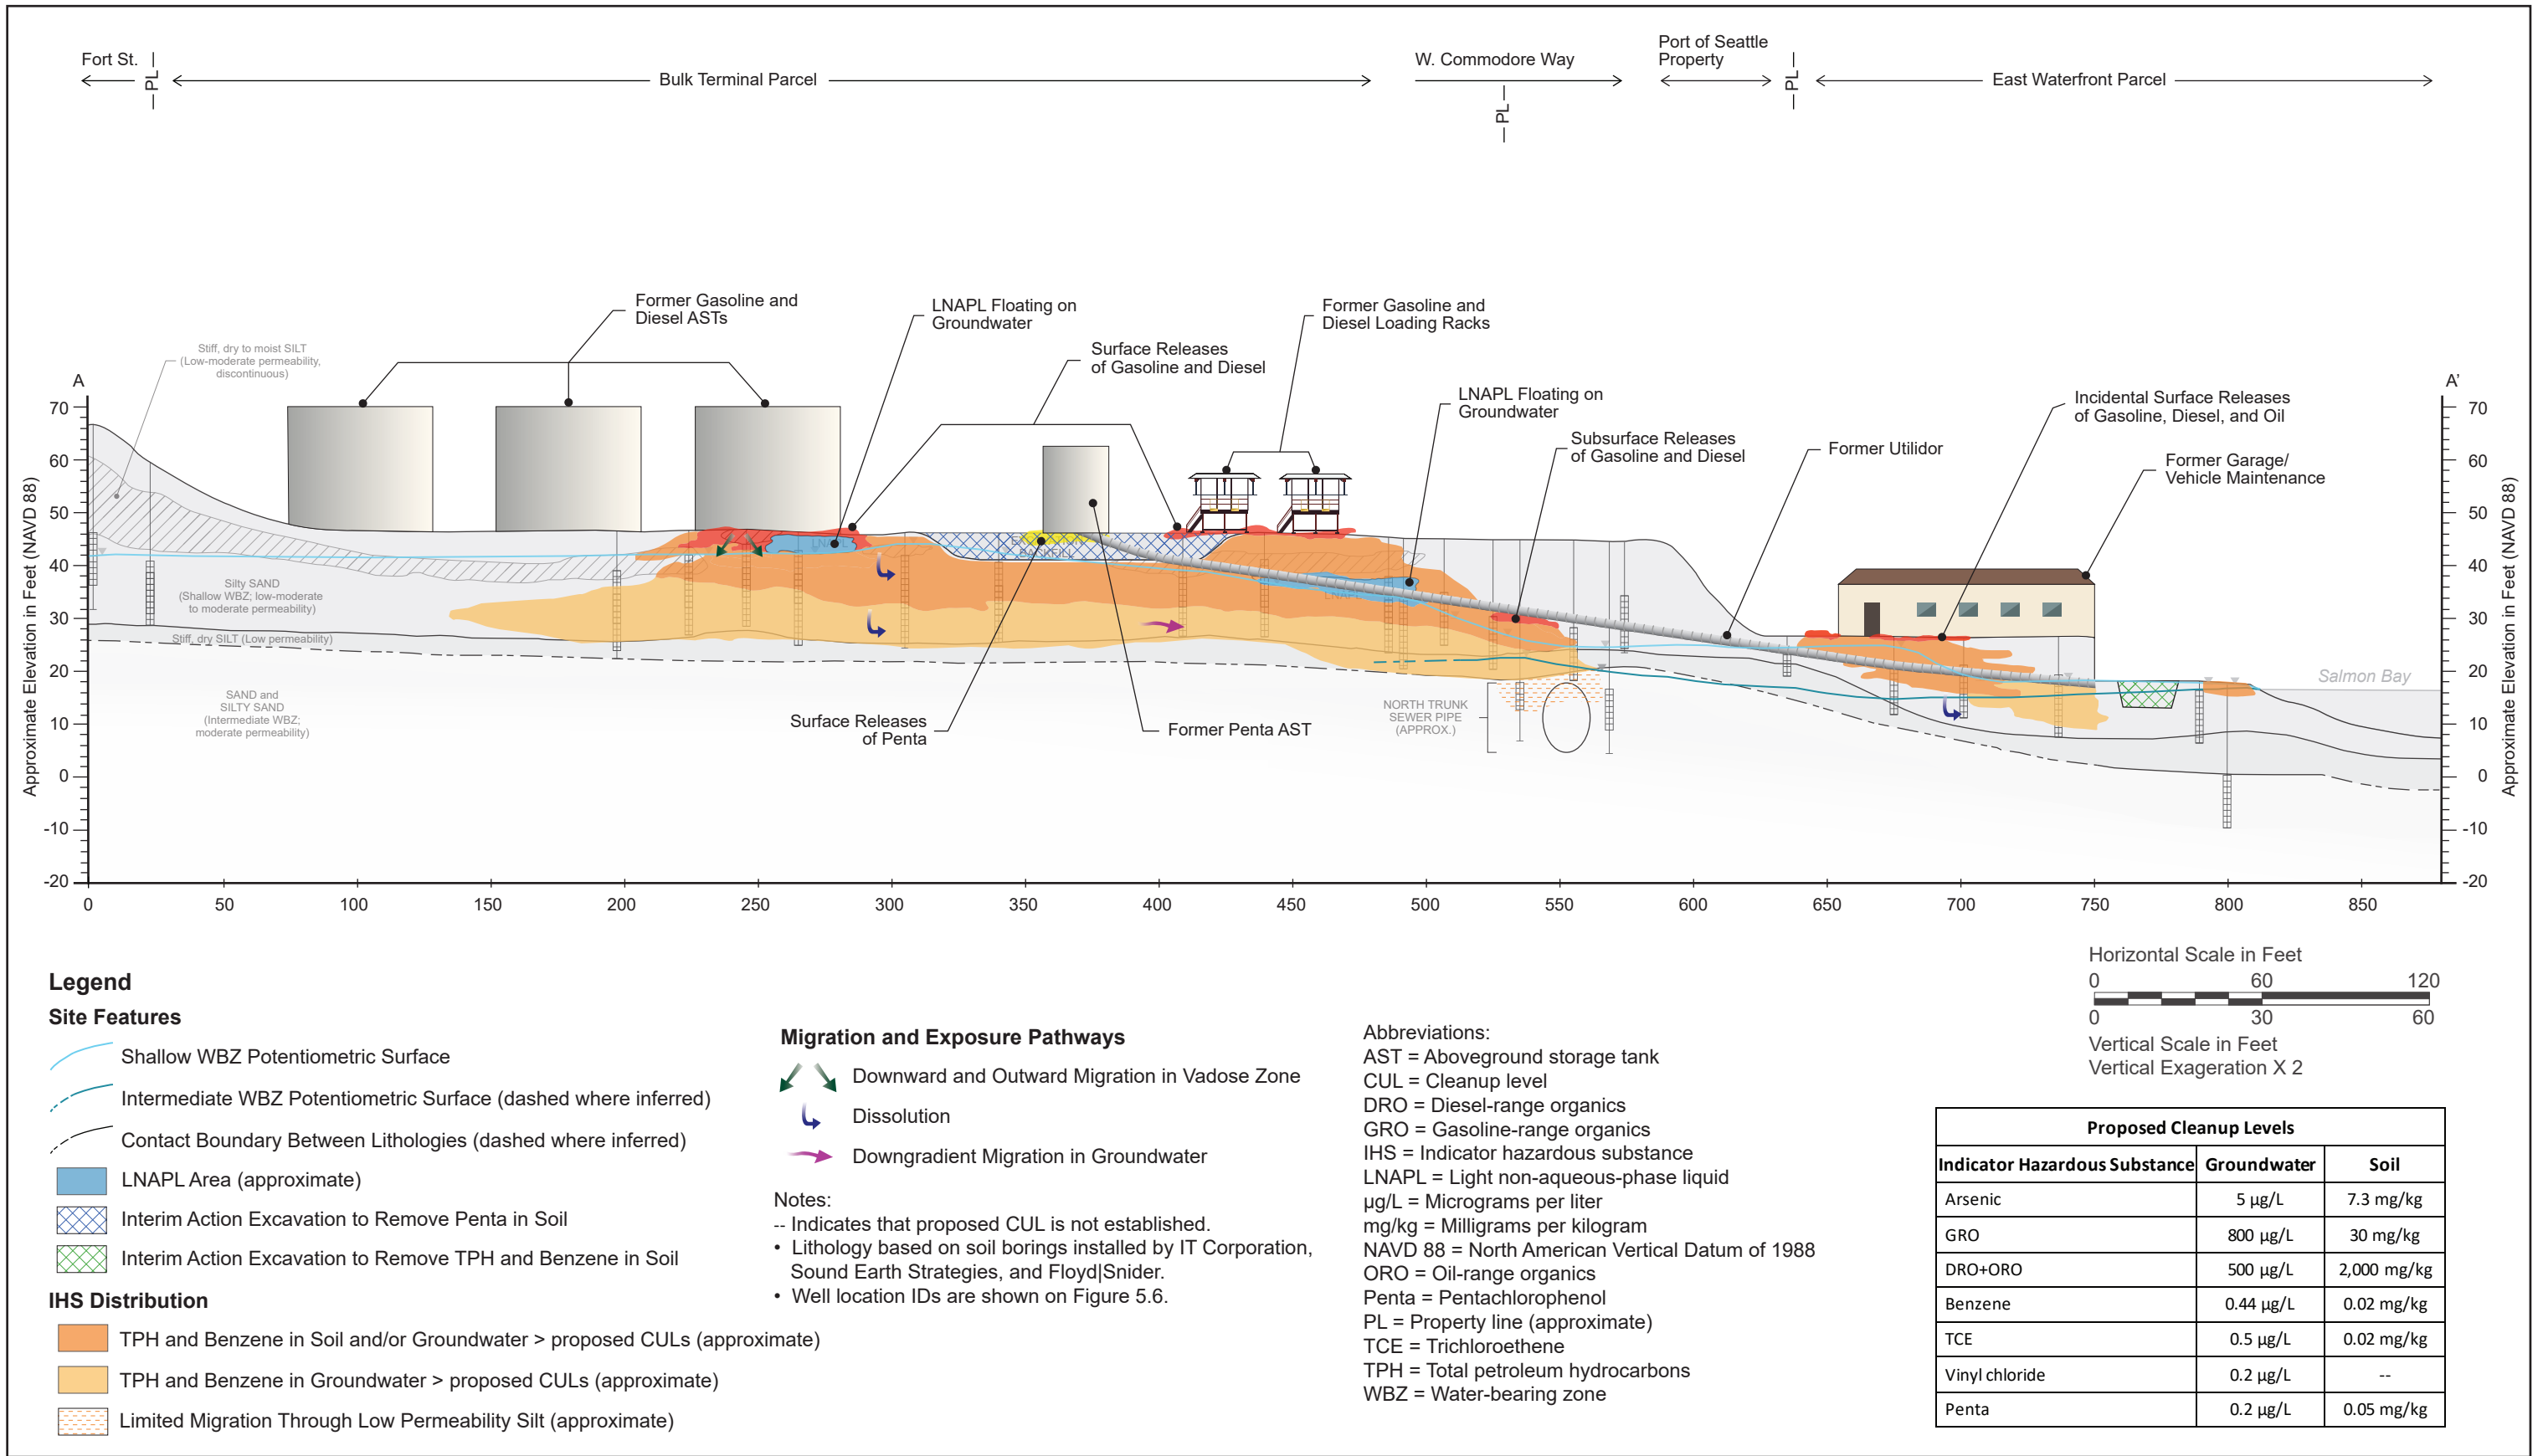 Fort St.
PL
Bulk Terminal Parcel
W. Commodore Way
PL
Port of Seattle
Property
PL
East Waterfront Parcel
Former Gasoline and
Diesel ASTs
LNAPL Floating on
Groundwater
Surface Releases
of Gasoline and Diesel
Former Gasoline and
Diesel Loading Racks
LNAPL Floating on
Groundwater
Subsurface Releases
of Gasoline and Diesel
Former Utilidor
Incidental Surface Releases
of Gasoline, Diesel, and Oil
Former Garage/
Vehicle Maintenance
Stiff, dry to moist SILT
(Low-moderate permeability,
discontinuous)
A
A'
Approximate Elevation in Feet (NAVD 88)
70
60
50
40
30
20
10
0
-10
-20
Silty SAND
(Shallow WBZ; low-moderate
to moderate permeability)
Stiff, dry SILT (Low permeability)
SAND and
SILTY SAND
(Intermediate WBZ;
moderate permeability)
LNAPL
BACKFILL
LNAPL
Surface Releases
of Penta
Former Penta AST
NORTH TRUNK
SEWER PIPE
(APPROX.)
Salmon Bay
70
60
50
40
30
20
10
0
-10
-20
Approximate Elevation in Feet (NAVD 88)
0 50 100 150 200 250 300 350 400 450 500 550 600 650 700 750 800 850
Horizontal Scale in Feet
0 60 120
0 30 60
Vertical Scale in Feet
Vertical Exageration X 2
Legend
Site Features
Shallow WBZ Potentiometric Surface
Intermediate WBZ Potentiometric Surface (dashed where inferred)
Contact Boundary Between Lithologies (dashed where inferred)
LNAPL Area (approximate)
Interim Action Excavation to Remove Penta in Soil
Interim Action Excavation to Remove TPH and Benzene in Soil
IHS Distribution
TPH and Benzene in Soil and/or Groundwater > proposed CULs (approximate)
TPH and Benzene in Groundwater > proposed CULs (approximate)
Limited Migration Through Low Permeability Silt (approximate)
Migration and Exposure Pathways
Downward and Outward Migration in Vadose Zone
Dissolution
Downgradient Migration in Groundwater
Notes:
-- Indicates that proposed CUL is not established.
• Lithology based on soil borings installed by IT Corporation,
Sound Earth Strategies, and Floyd|Snider.
• Well location IDs are shown on Figure 5.6.
Abbreviations:
AST = Aboveground storage tank
CUL = Cleanup level
DRO = Diesel-range organics
GRO = Gasoline-range organics
IHS = Indicator hazardous substance
LNAPL = Light non-aqueous-phase liquid
µg/L = Micrograms per liter
mg/kg = Milligrams per kilogram
NAVD 88 = North American Vertical Datum of 1988
ORO = Oil-range organics
Penta = Pentachlorophenol
PL = Property line (approximate)
TCE = Trichloroethene
TPH = Total petroleum hydrocarbons
WBZ = Water-bearing zone
Proposed Cleanup Levels
Indicator Hazardous Substance Groundwater Soil
Arsenic 5 µg/L 7.3 mg/kg
GRO 800 µg/L 30 mg/kg
DRO+ORO 500 µg/L 2,000 mg/kg
Benzene 0.44 µg/L 0.02 mg/kg
TCE 0.5 µg/L 0.02 mg/kg
Vinyl chloride 0.2 µg/L --
Penta 0.2 µg/L 0.05 mg/kg